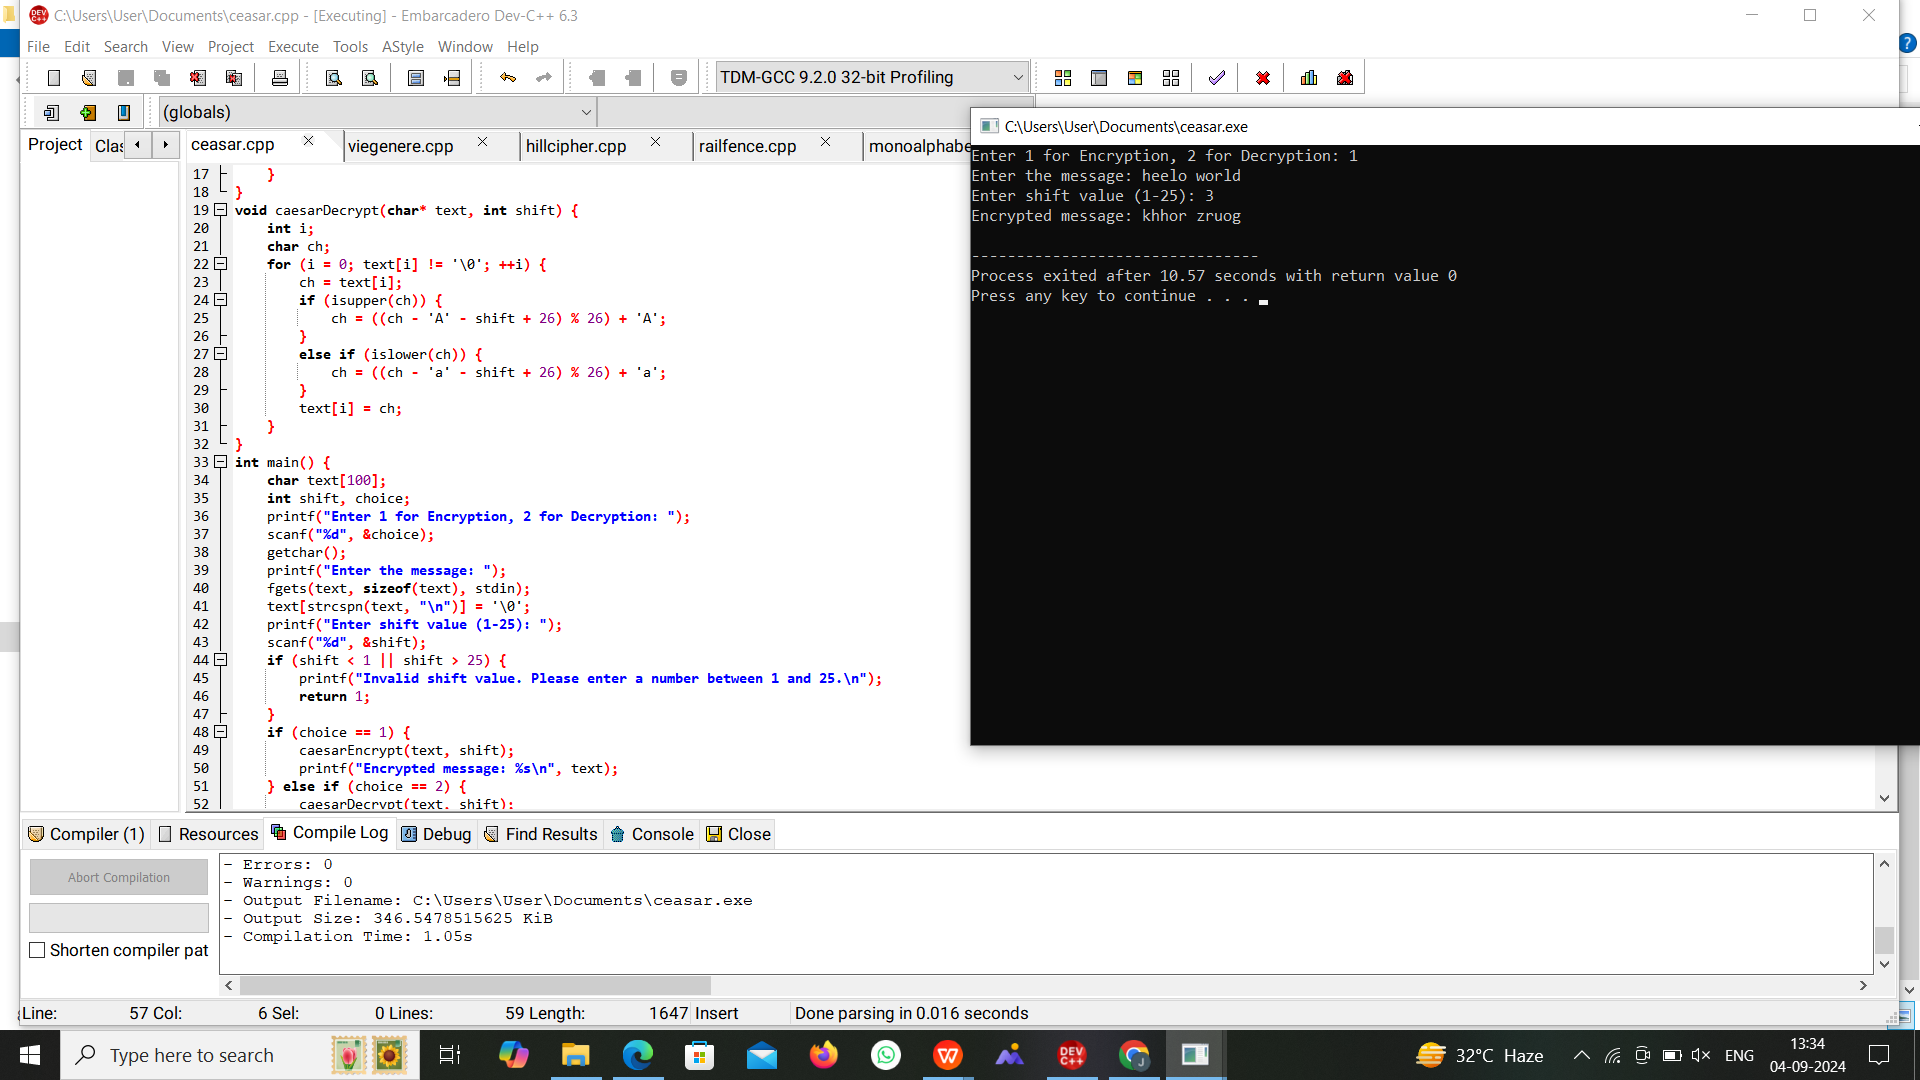 C:\Users\User\Documents\ceasar.cpp - [Executing] - Embarcadero Dev-C++ 6.3
File Edit Search View Project Execute Tools AStyle Window Help
TDM-GCC 9.2.0 32-bit Profiling
(globals)
Project Clas
ceasar.cpp viegenere.cpp hillcipher.cpp railfence.cpp monoalphabe
17 }
18 }
19 void caesarDecrypt(char* text, int shift) {
20 int i;
21 char ch;
22 for (i = 0; text[i] != '\0'; ++i) {
23 ch = text[i];
24 if (isupper(ch)) {
25 ch = ((ch - 'A' - shift + 26) % 26) + 'A';
26 }
27 else if (islower(ch)) {
28 ch = ((ch - 'a' - shift + 26) % 26) + 'a';
29 }
30 text[i] = ch;
31 }
32 }
33 int main() {
34 char text[100];
35 int shift, choice;
36 printf("Enter 1 for Encryption, 2 for Decryption: ");
37 scanf("%d", &choice);
38 getchar();
39 printf("Enter the message: ");
40 fgets(text, sizeof(text), stdin);
41 text[strcspn(text, "\n")] = '\0';
42 printf("Enter shift value (1-25): ");
43 scanf("%d", &shift);
44 if (shift < 1 || shift > 25) {
45 printf("Invalid shift value. Please enter a number between 1 and 25.\n");
46 return 1;
47 }
48 if (choice == 1) {
49 caesarEncrypt(text, shift);
50 printf("Encrypted message: %s\n", text);
51 } else if (choice == 2) {
52 caesarDecrypt(text, shift);
C:\Users\User\Documents\ceasar.exe
Enter 1 for Encryption, 2 for Decryption: 1
Enter the message: heelo world
Enter shift value (1-25): 3
Encrypted message: khhor zruog
--------------------------------
Process exited after 10.57 seconds with return value 0
Press any key to continue . . .
Compiler (1) Resources Compile Log Debug Find Results Console Close
Abort Compilation
Shorten compiler pat
- Errors: 0
- Warnings: 0
- Output Filename: C:\Users\User\Documents\ceasar.exe
- Output Size: 346.5478515625 KiB
- Compilation Time: 1.05s
Line: 57 Col: 6 Sel: 0 Lines: 59 Length: 1647 Insert Done parsing in 0.016 seconds
Type here to search
DEV C++
32°C Haze
ENG
13:34
04-09-2024